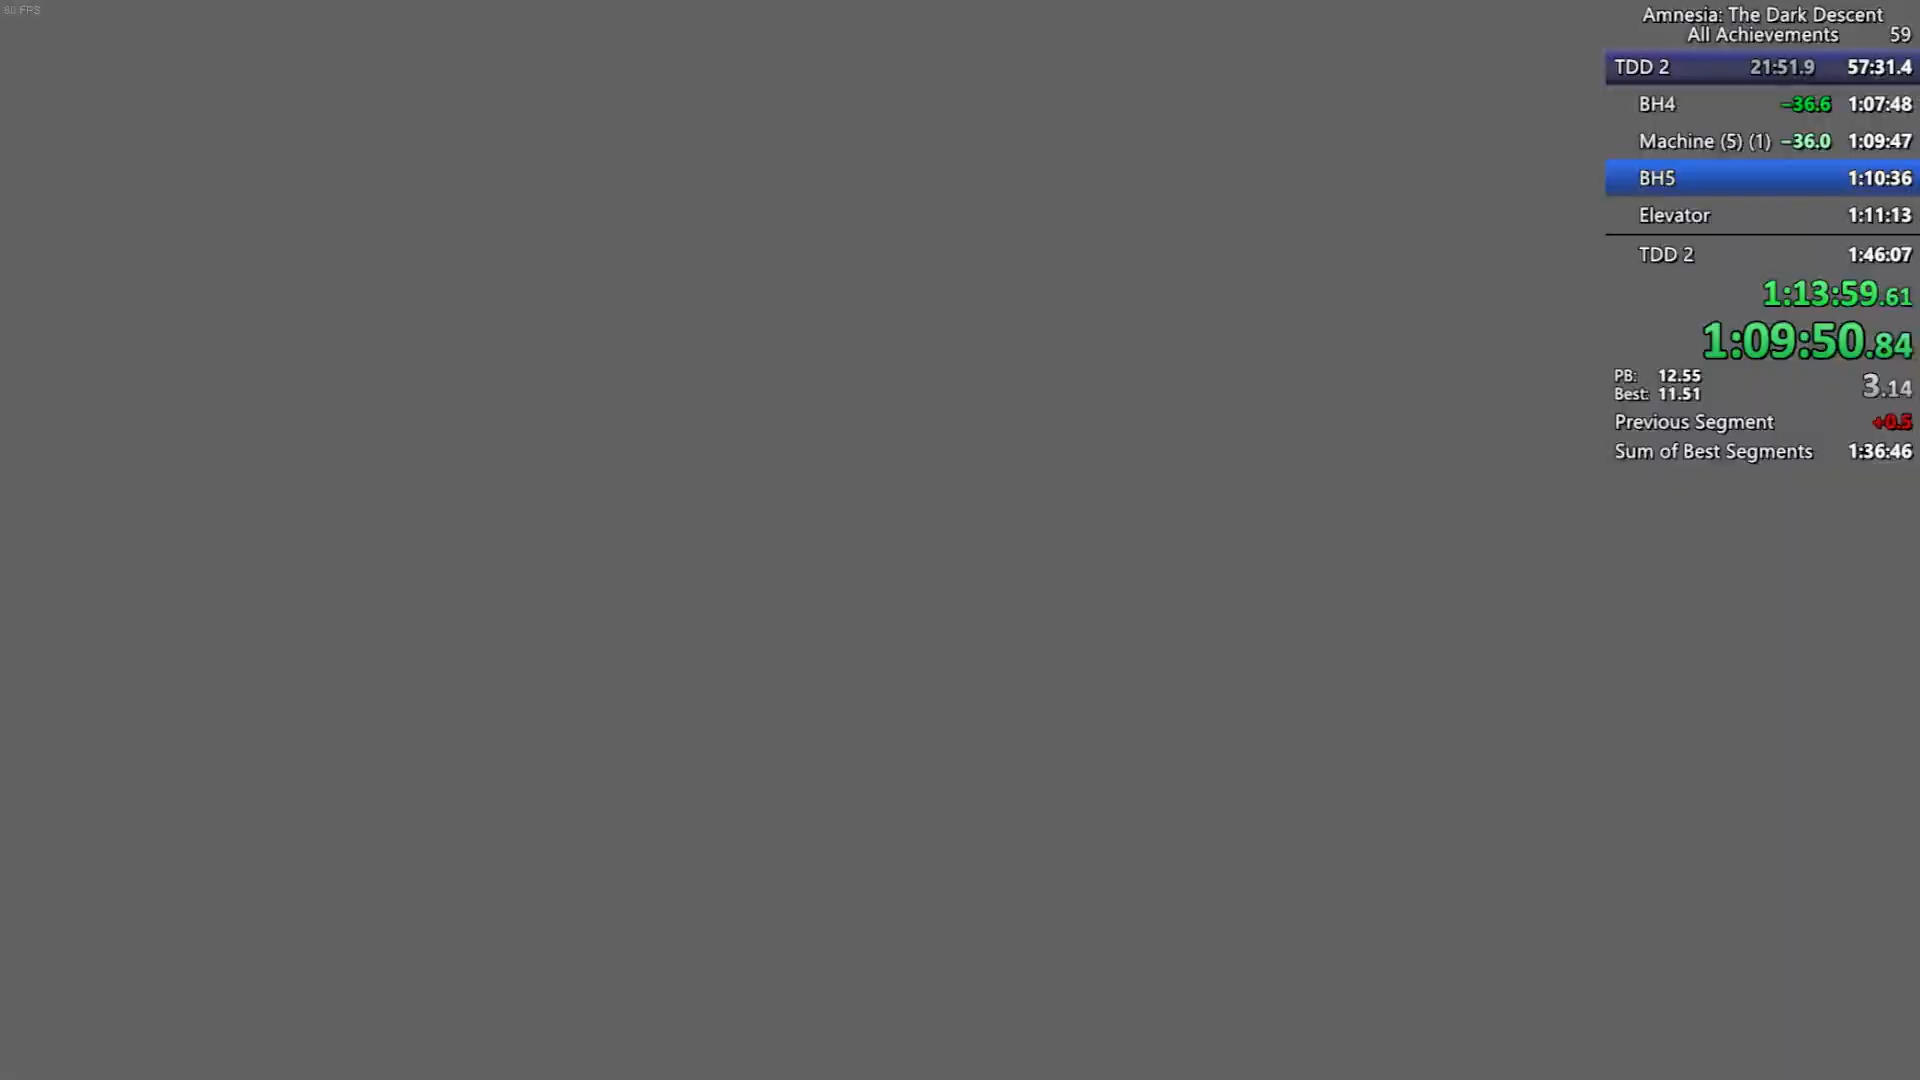 60 FPS
Amnesia: The Dark Descent
All Achievements 59
TDD 2 21:51.9 57:31.4
BH4 −36.6 1:07:48
Machine (5) (1) −36.0 1:09:47
BH5 1:10:36
Elevator 1:11:13
TDD 2 1:46:07
1:13:59.61
1:09:50.84
PB: 12.55
Best: 11.51
3.14
Previous Segment +0.5
Sum of Best Segments 1:36:46